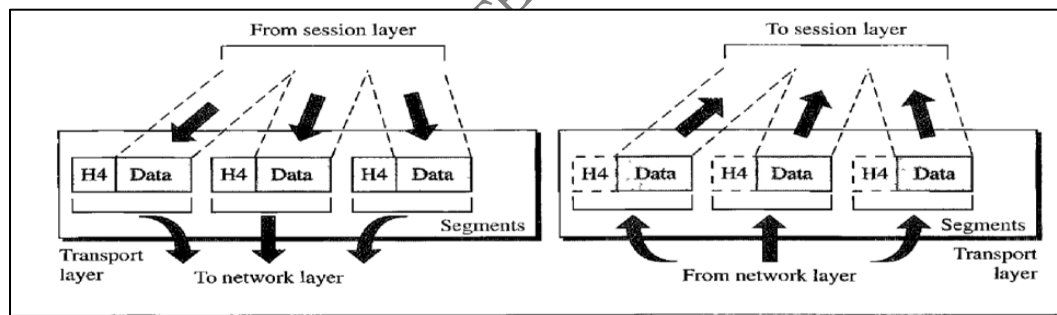 From session layer
H4 Data H4 Data H4 Data
Segments
Transport
layer
To network layer
To session layer
H4 Data H4 Data H4 Data
Segments
From network layer
Transport
layer